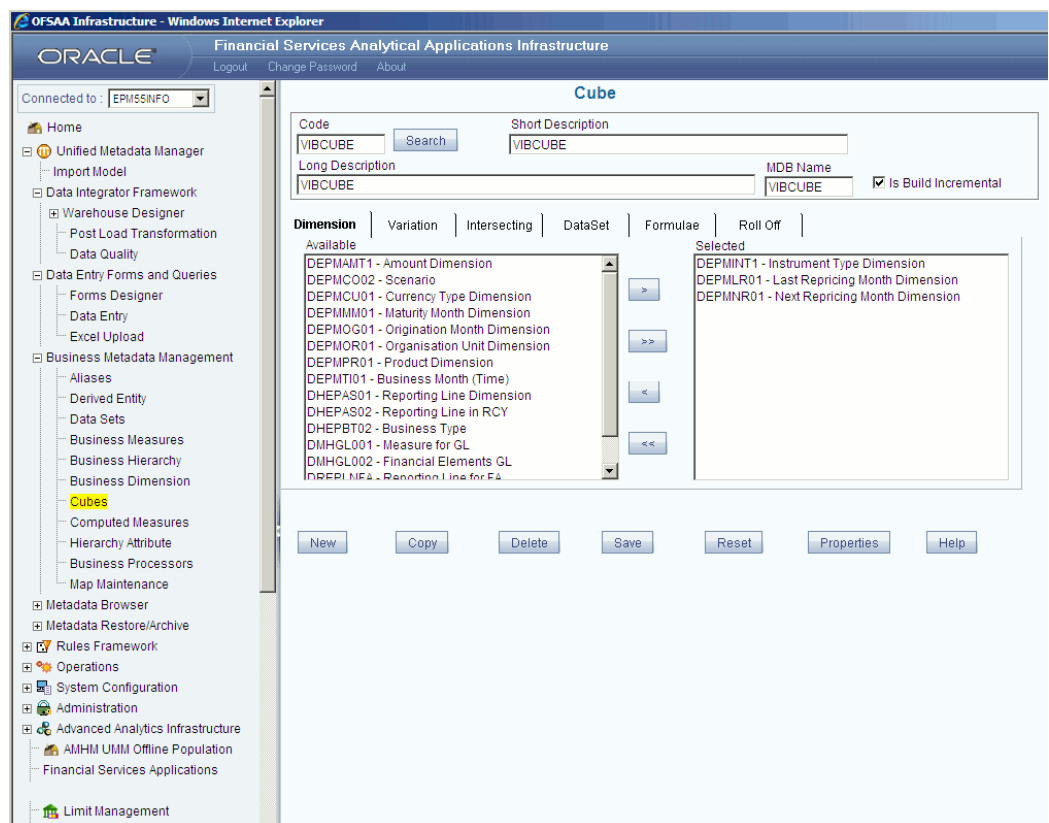 OFSAA Infrastructure - Windows Internet Explorer
ORACLE
Financial Services Analytical Applications Infrastructure
Logout Change Password About
Connected to : EPM55INFO
Home
Unified Metadata Manager
Import Model
Data Integrator Framework
Warehouse Designer
Post Load Transformation
Data Quality
Data Entry Forms and Queries
Forms Designer
Data Entry
Excel Upload
Business Metadata Management
Aliases
Derived Entity
Data Sets
Business Measures
Business Hierarchy
Business Dimension
Cubes
Computed Measures
Hierarchy Attribute
Business Processors
Map Maintenance
Metadata Browser
Metadata Restore/Archive
Rules Framework
Operations
System Configuration
Administration
Advanced Analytics Infrastructure
AMHM UMM Offline Population
Financial Services Applications
Limit Management
Cube
Code Short Description
VIBCUBE Search VIBCUBE
Long Description MDB Name
VIBCUBE VIBCUBE Is Build Incremental
Dimension Variation Intersecting DataSet Formulae Roll Off
Available
DEPMAMT1 - Amount Dimension
DEPMCO02 - Scenario
DEPMCU01 - Currency Type Dimension
DEPMMM01 - Maturity Month Dimension
DEPMOG01 - Origination Month Dimension
DEPMOR01 - Organisation Unit Dimension
DEPMPR01 - Product Dimension
DEPMTI01 - Business Month (Time)
DHEPAS01 - Reporting Line Dimension
DHEPAS02 - Reporting Line in RCY
DHEPBT02 - Business Type
DMHGL001 - Measure for GL
DMHGL002 - Financial Elements GL
DREPLNFA - Reporting Line for FA
>
>>
<
<<
Selected
DEPMINT1 - Instrument Type Dimension
DEPMLR01 - Last Repricing Month Dimension
DEPMNR01 - Next Repricing Month Dimension
New Copy Delete Save Reset Properties Help